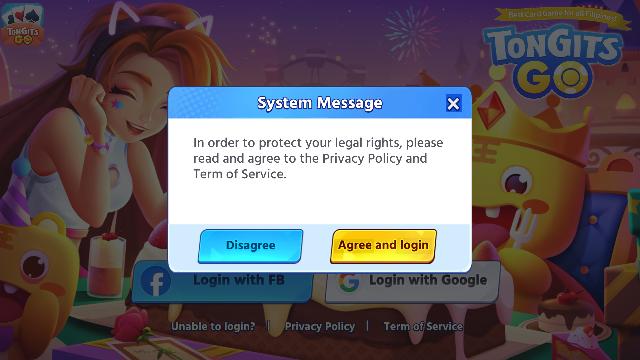 TONGITS
GO
Best Card Game for all Filipinos!
TONGITS
GO
System Message
In order to protect your legal rights, please
read and agree to the Privacy Policy and
Term of Service.
Disagree
Agree and login
Login with FB
Login with Google
Unable to login? | Privacy Policy | Term of Service